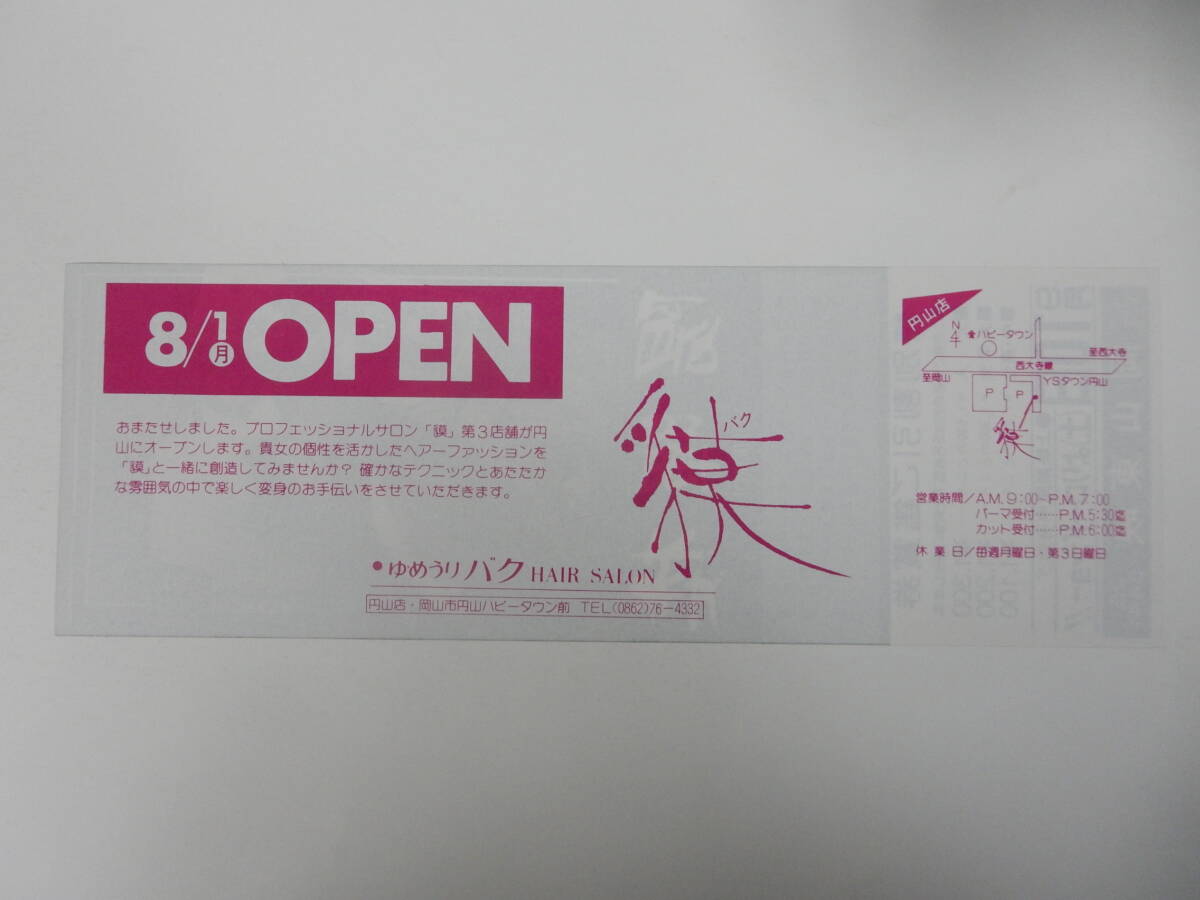 8/1月 OPEN
おまたせしました。プロフェッショナルサロン「貘」第3店舗が円
山にオープンします。貴女の個性を活かしたヘアーファッションを
「貘」と一緒に創造してみませんか？確かなテクニックとあたたか
な雰囲気の中で楽しく変身のお手伝いをさせていただきます。
貘
バク
●ゆめうりバク HAIR SALON
円山店・岡山市円山ハピータウン前 TEL(0862)76-4332
円山店
N
★ハピータウン
至西大寺
西大寺線
至岡山
YSタウン円山
P P
貘
営業時間/A.M.9:00~P.M.7:00
パーマ受付……P.M.5:30迄
カット受付……P.M.6:00迄
休業日/毎週月曜日・第3日曜日